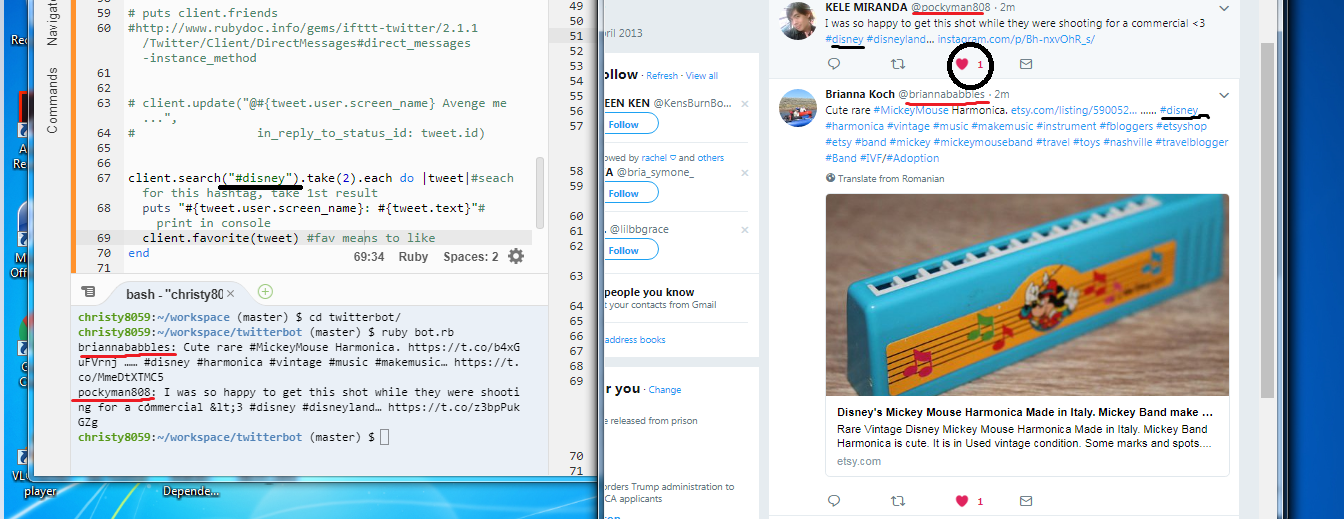 Navigate
Commands
59
60
61
62
63
64
65
66
67
68
69
70
71
# puts client.friends
#http://www.rubydoc.info/gems/ifttt-twitter/2.1.1
/Twitter/Client/DirectMessages#direct_messages
-instance_method
# client.update("@#{tweet.user.screen_name} Avenge me
...",
# in_reply_to_status_id: tweet.id)
client.search("#disney").take(2).each do |tweet|#seach
for this hashtag, take 1st result
puts "#{tweet.user.screen_name}: #{tweet.text}"#
print in console
client.favorite(tweet) #fav means to like
end
69:34 Ruby Spaces: 2
bash - "christy80
christy8059:~/workspace (master) $ cd twitterbot/
christy8059:~/workspace/twitterbot (master) $ ruby bot.rb
briannababbles: Cute rare #MickeyMouse Harmonica. https://t.co/b4xG
uFVrnj …… #disney #harmonica #vintage #music #makemusic… https://t.
co/MmeDtXTMC5
pockyman808: I was so happy to get this shot while they were shooti
ng for a commercial &lt;3 #disney #disneyland… https://t.co/z3bpPuk
GZg
christy8059:~/workspace/twitterbot (master) $
player
Depende...
49
50
51
52
53
54
55
56
57
58
59
60
61
62
63
64
65
66
67
68
69
70
71
pril 2013
ollow · Refresh · View all
EEN KEN @KensBurnBo...
Follow
owed by rachel ♡ and others
A @bria_symone_
Follow
. @lilbbgrace
Follow
people you know
t your contacts from Gmail
address books
r you · Change
e released from prison
orders Trump administration to
CA applicants
KELE MIRANDA @pockyman808 · 2m
I was so happy to get this shot while they were shooting for a commercial <3
#disney #disneyland... instagram.com/p/Bh-nxvOhR_s/
1
Brianna Koch @briannababbles · 2m
Cute rare #MickeyMouse Harmonica. etsy.com/listing/590052... ...... #disney
#harmonica #vintage #music #makemusic #instrument #fbloggers #etsyshop
#etsy #band #mickey #mickeymouseband #travel #toys #nashville #travelblogger
#Band #IVF/#Adoption
Translate from Romanian
Disney's Mickey Mouse Harmonica Made in Italy. Mickey Band make ...
Rare Vintage Disney Mickey Mouse Harmonica Made in Italy. Mickey Band
Harmonica is cute. It is in Used vintage condition. Some marks and spots....
etsy.com
1